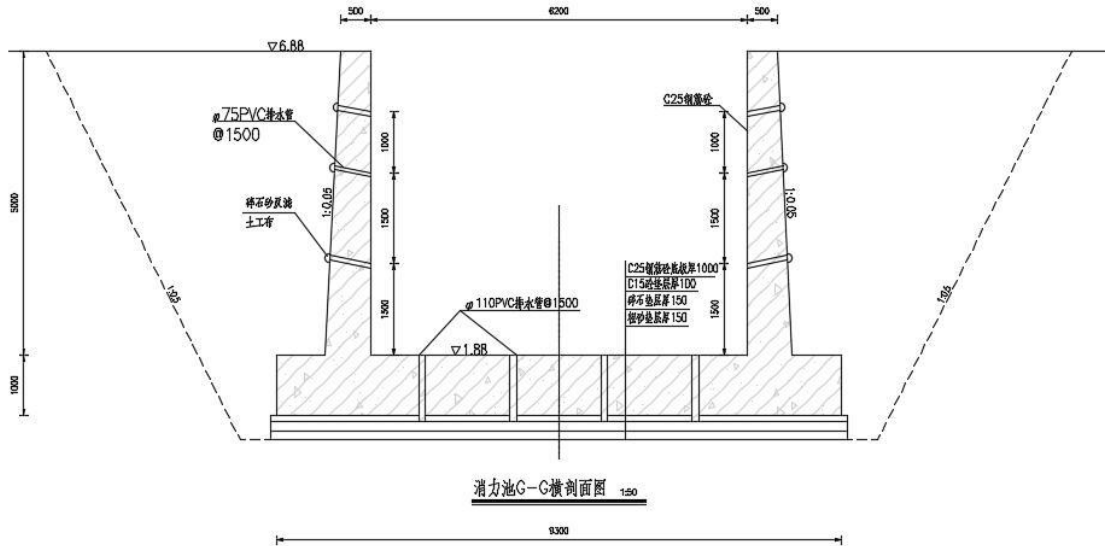 500
6200
500
▽6.88
C25钢筋砼
φ75PVC排水管
@1500
1000
1000
5000
碎石砂反滤
土工布
1:0.05
1:0.05
1500
1500
C25钢筋砼底板厚1000
C15砼垫层厚100
碎石垫层厚150
粗砂垫层厚150
1:0.5
1:0.5
φ110PVC排水管@1500
1500
1500
▽1.88
1000
消力池G-G横剖面图 1:50
9300